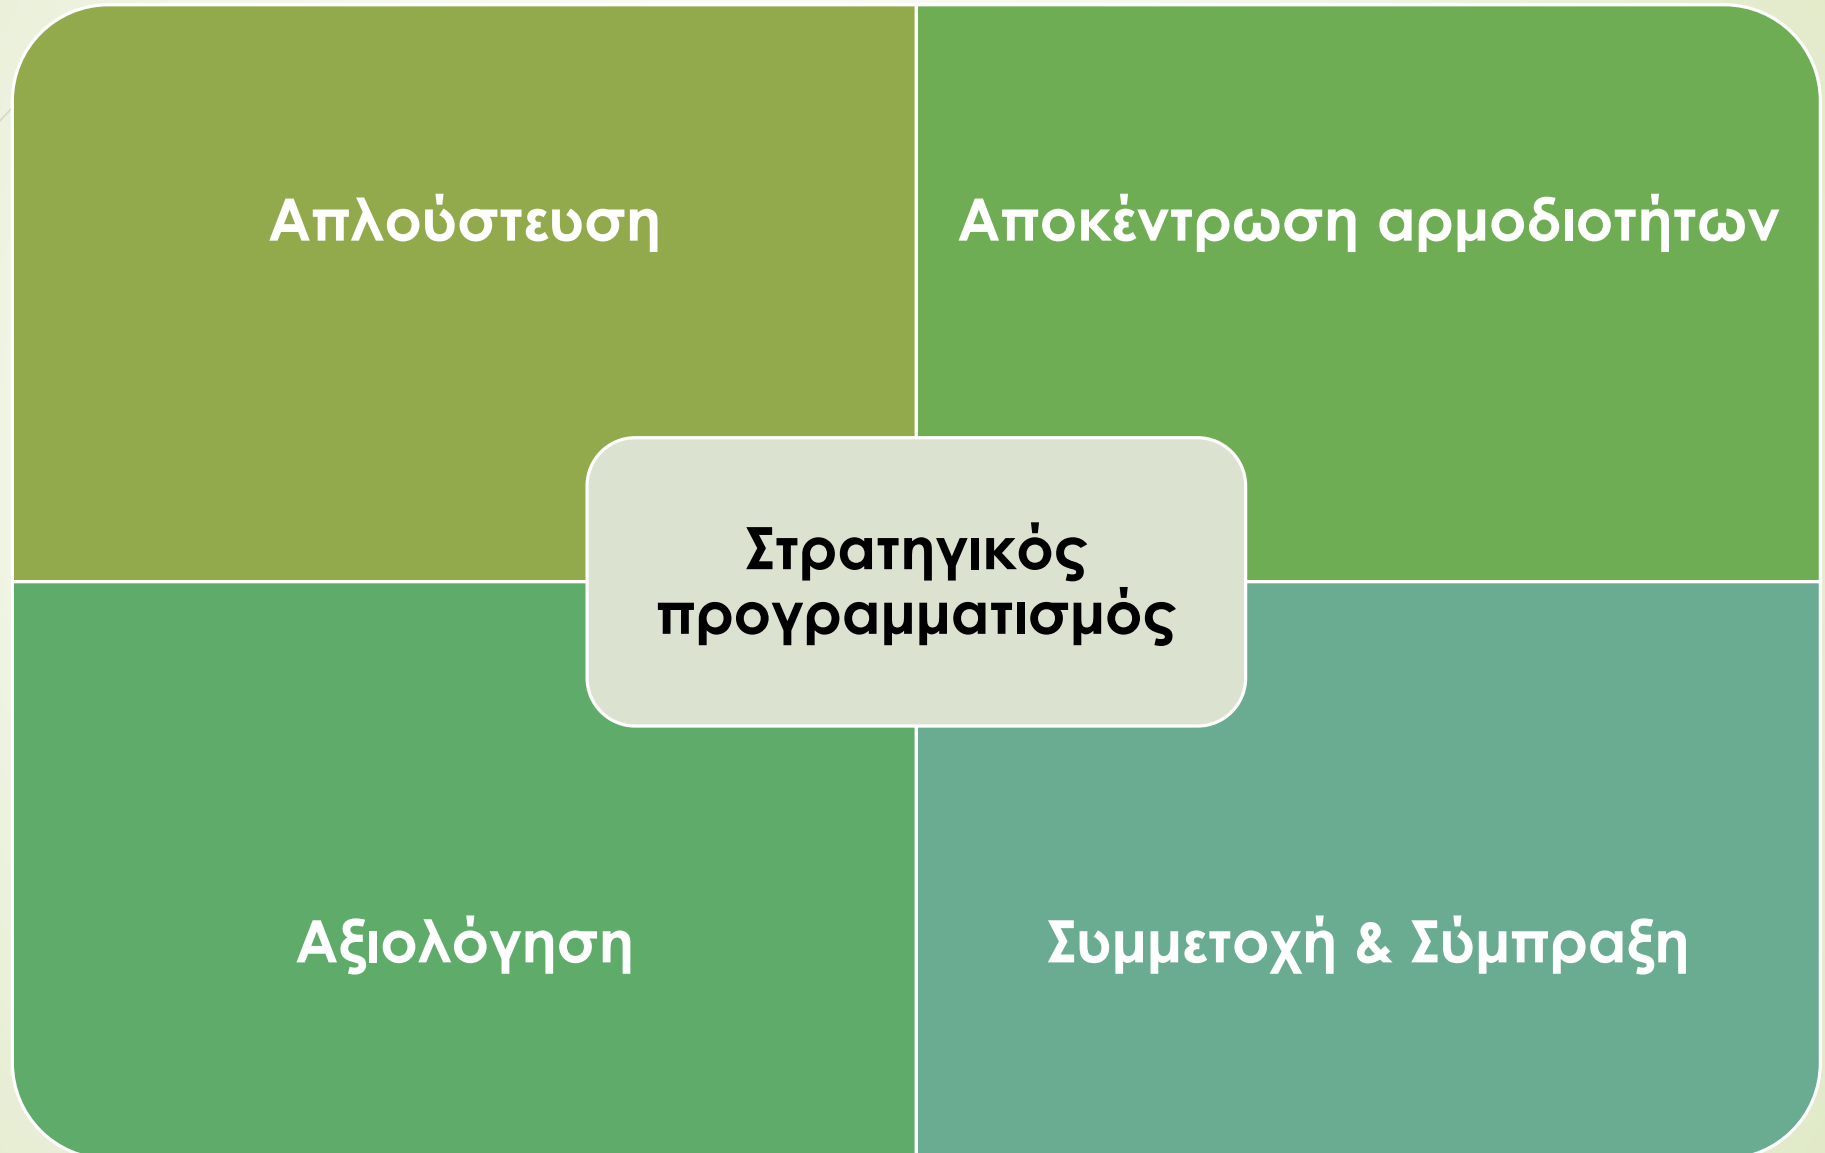 Απλούστευση
Αποκέντρωση αρμοδιοτήτων
Στρατηγικός
προγραμματισμός
Αξιολόγηση
Συμμετοχή & Σύμπραξη